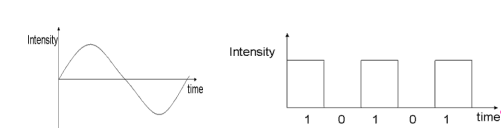 Intensity
time
Intensity
1 0 1 0 1 time